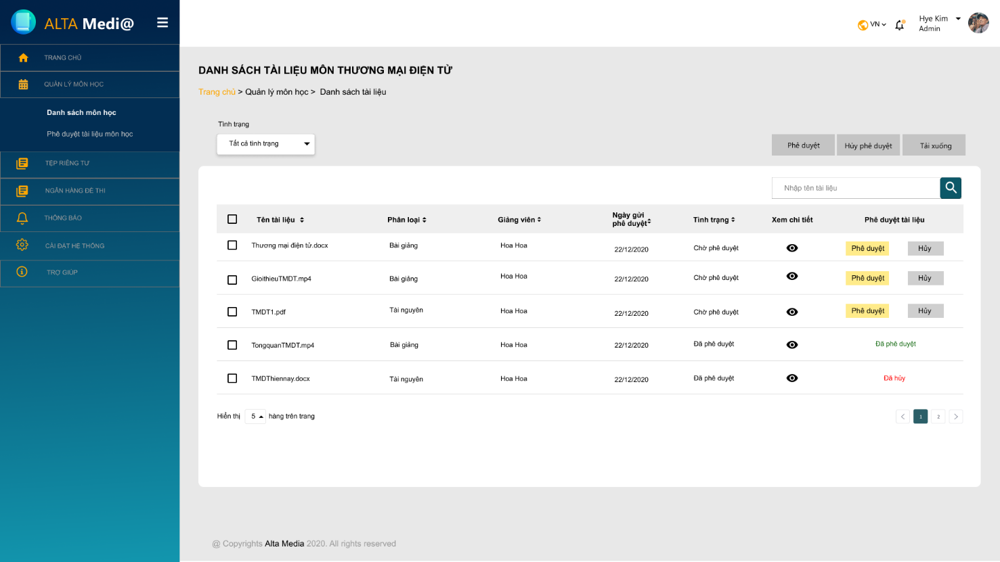 ALTA Medi@
VN
Hye Kim
Admin
TRANG CHỦ
QUẢN LÝ MÔN HỌC
Danh sách môn học
Phê duyệt tài liệu môn học
TỆP RIÊNG TƯ
NGÂN HÀNG ĐỀ THI
THÔNG BÁO
CÀI ĐẶT HỆ THỐNG
TRỢ GIÚP
DANH SÁCH TÀI LIỆU MÔN THƯƠNG MẠI ĐIỆN TỬ
Trang chủ > Quản lý môn học > Danh sách tài liệu
Tình trạng
Tất cả tình trạng
Phê duyệt
Hủy phê duyệt
Tải xuống
Nhập tên tài liệu
Tên tài liệu Phân loại Giảng viên Ngày gửi phê duyệt Tình trạng Xem chi tiết Phê duyệt tài liệu
Thương mại điện tử.docx Bài giảng Hoa Hoa 22/12/2020 Chờ phê duyệt Phê duyệt Hủy
GioithieuTMDT.mp4 Bài giảng Hoa Hoa 22/12/2020 Chờ phê duyệt Phê duyệt Hủy
TMDT1.pdf Tài nguyên Hoa Hoa 22/12/2020 Chờ phê duyệt Phê duyệt Hủy
TongquanTMDT.mp4 Bài giảng Hoa Hoa 22/12/2020 Đã phê duyệt Đã phê duyệt
TMDThiennay.docx Tài nguyên Hoa Hoa 22/12/2020 Đã phê duyệt Đã hủy
Hiển thị 5 hàng trên trang
< 1 2 >
@ Copyrights Alta Media 2020. All rights reserved